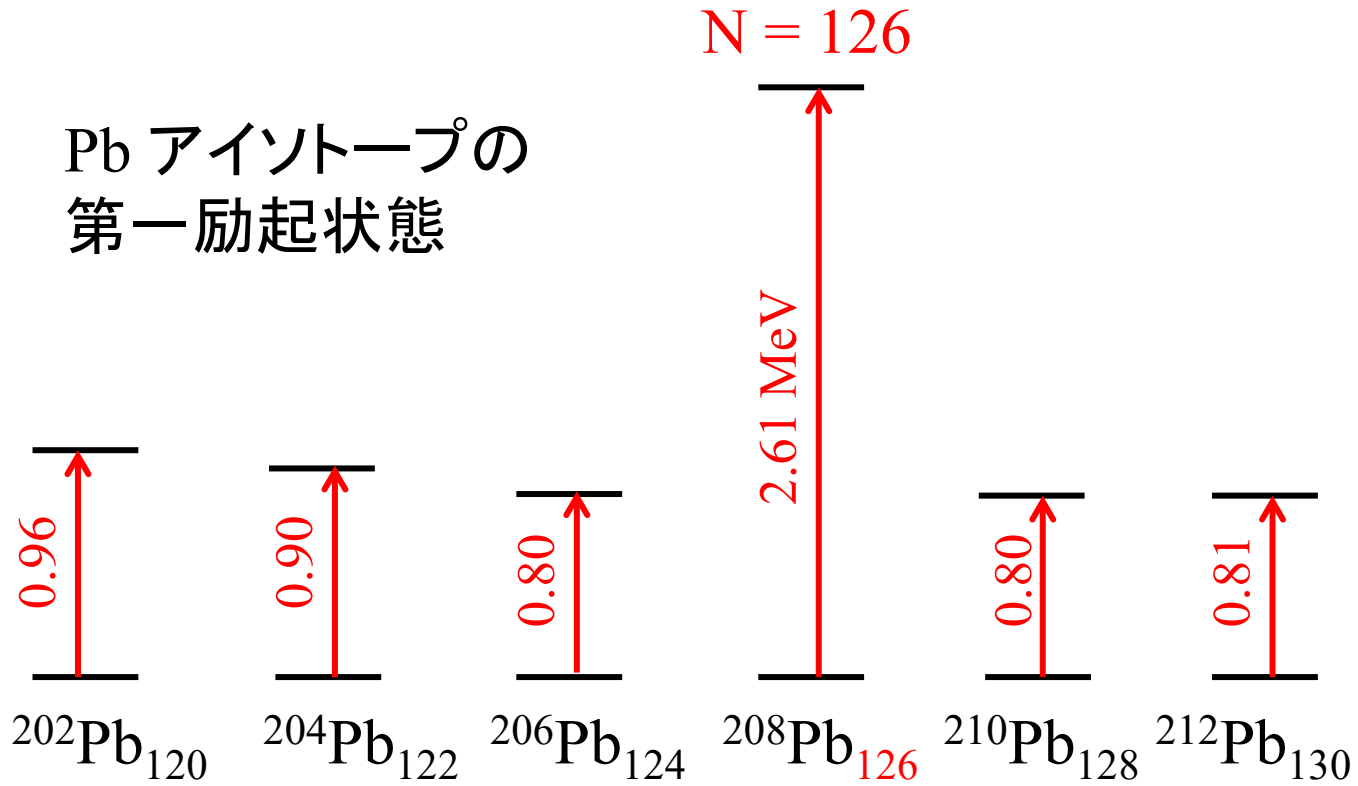 N = 126
Pb アイソトープの
第一励起状態
2.61 MeV
0.96
0.90
0.80
0.80
0.81
²⁰²Pb₁₂₀
²⁰⁴Pb₁₂₂
²⁰⁶Pb₁₂₄
²⁰⁸Pb₁₂₆
²¹⁰Pb₁₂₈
²¹²Pb₁₃₀